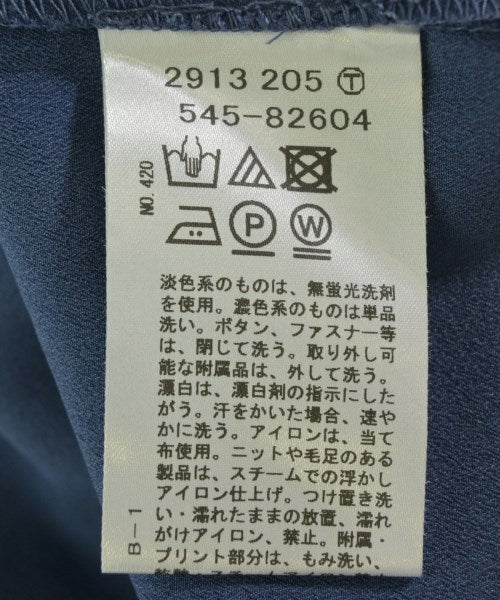 2913 205 Ⓣ
545-82604
NO. 420
P
W
淡色系のものは、無蛍光洗剤
を使用。濃色系のものは単品
洗い。ボタン、ファスナー等
は、閉じて洗う。取り外し可
能な附属品は、外して洗う。
漂白は、漂白剤の指示にした
がう。汗をかいた場合、速や
かに洗う。アイロンは、当て
布使用。ニットや毛足のある
製品は、スチームでの浮かし
アイロン仕上げ。つけ置き洗
い・濡れたままの放置、濡れ
がけアイロン、禁止。附属・
プリント部分は、もみ洗い、
B-1